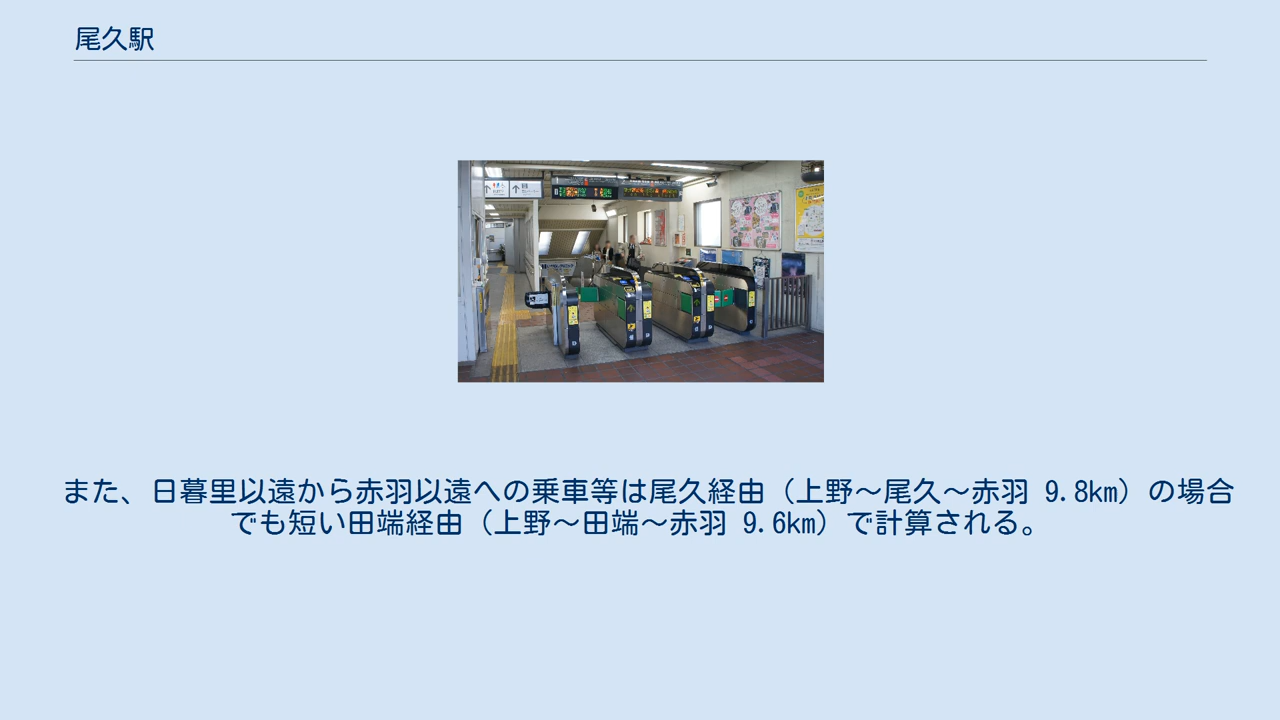 尾久駅
また、日暮里以遠から赤羽以遠への乗車等は尾久経由（上野～尾久～赤羽 9.8km）の場合
でも短い田端経由（上野～田端～赤羽 9.6km）で計算される。